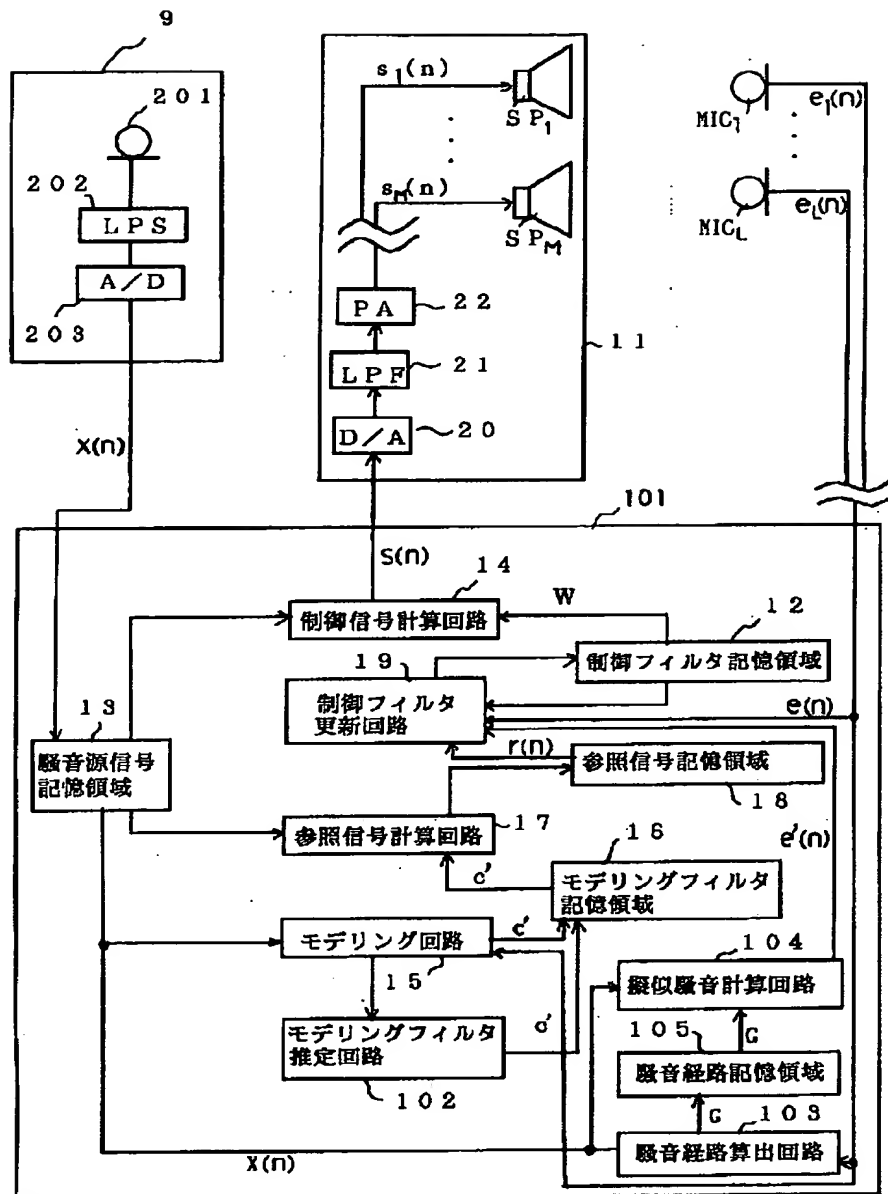 9
201
202
LPS
A/D
203
X(n)
s1(n)
SP1
sM(n)
SPM
PA
22
LPF
21
D/A
20
11
MIC1
e1(n)
MICL
eL(n)
101
S(n)
14
制御信号計算回路
W
12
制御フィルタ記憶領域
19
制御フィルタ
更新回路
e(n)
13
騒音源信号
記憶領域
r(n)
参照信号記憶領域
18
参照信号計算回路
17
e'(n)
c'
16
モデリングフィルタ
記憶領域
モデリング回路
c'
15
104
擬似騒音計算回路
モデリングフィルタ
推定回路
c'
102
105
G
騒音経路記憶領域
G
103
騒音経路算出回路
X(n)